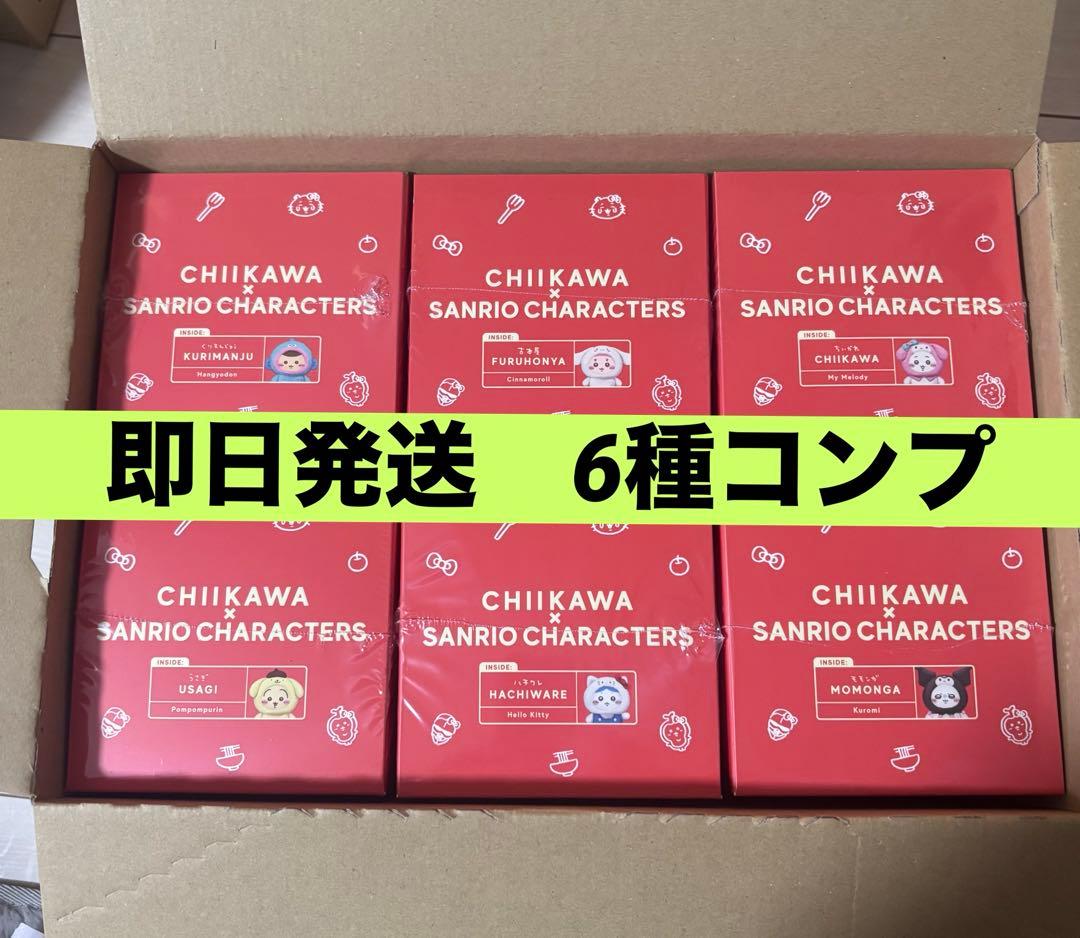 CHIIKAWA
×
SANRIO CHARACTERS
INSIDE:
くりまんじゅう
KURIMANJU
Hangyodon
CHIIKAWA
×
SANRIO CHARACTERS
INSIDE:
古本屋
FURUHONYA
Cinnamoroll
CHIIKAWA
×
SANRIO CHARACTERS
INSIDE:
ちいかわ
CHIIKAWA
My Melody
即日発送 6種コンプ
CHIIKAWA
×
SANRIO CHARACTERS
INSIDE:
うさぎ
USAGI
Pompompurin
CHIIKAWA
×
SANRIO CHARACTERS
INSIDE:
ハチワレ
HACHIWARE
Hello Kitty
CHIIKAWA
×
SANRIO CHARACTERS
INSIDE:
モモンガ
MOMONGA
Kuromi